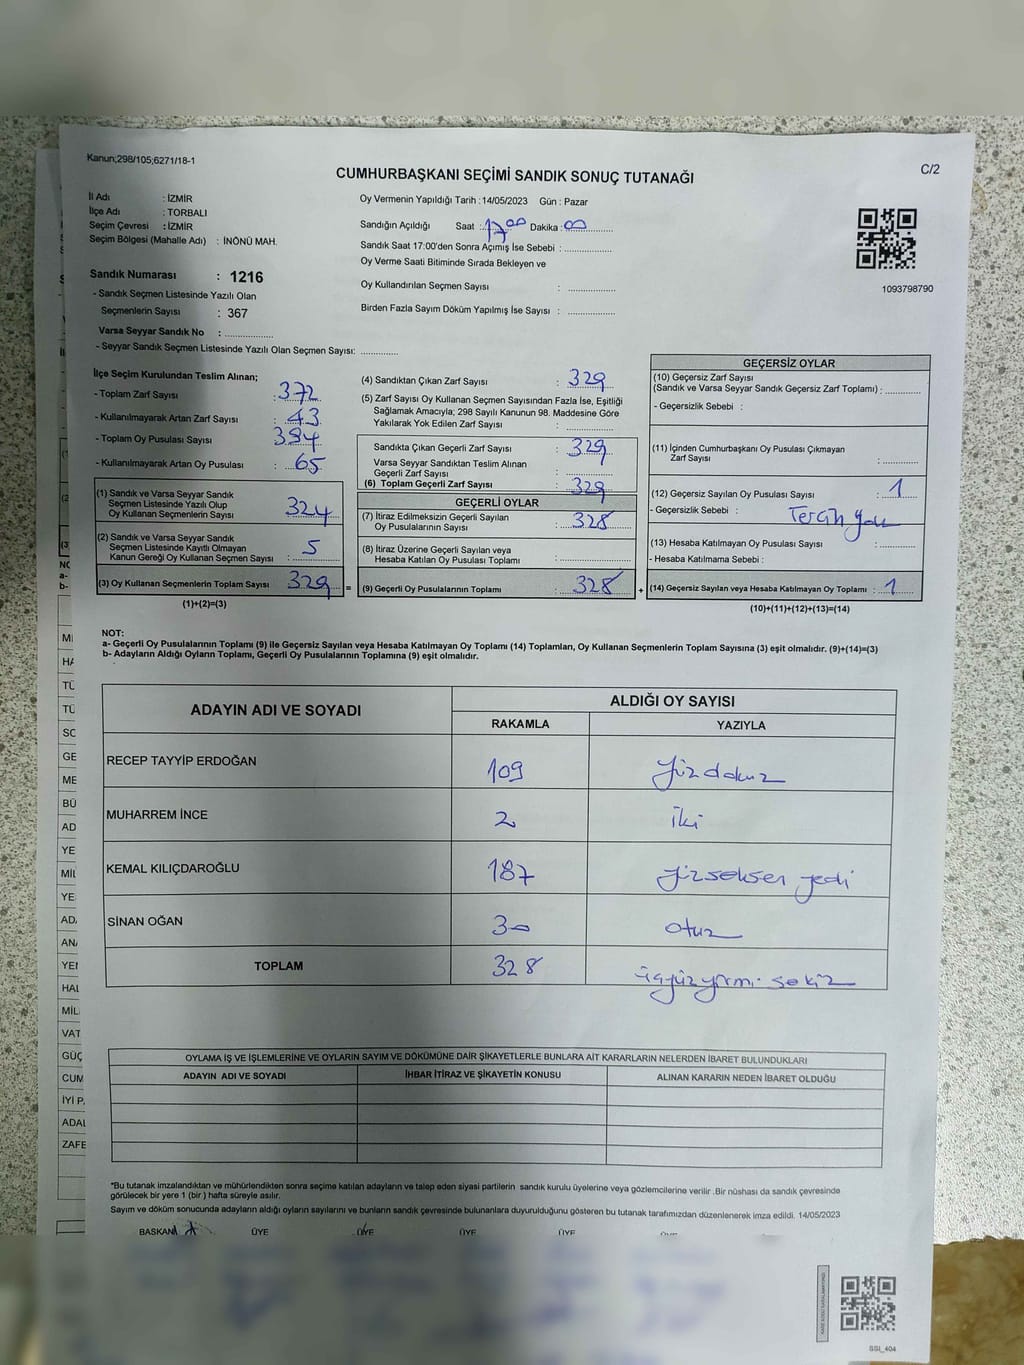 Kanun;298/105;6271/18-1
C/2
CUMHURBAŞKANI SEÇİMİ SANDIK SONUÇ TUTANAĞI
İl Adı : İZMİR
İlçe Adı : TORBALI
Seçim Çevresi : İZMİR
Seçim Bölgesi (Mahalle Adı) : İNÖNÜ MAH.
Sandık Numarası : 1216
- Sandık Seçmen Listesinde Yazılı Olan
Seçmenlerin Sayısı : 367
Varsa Seyyar Sandık No : ..............
- Seyyar Sandık Seçmen Listesinde Yazılı Olan Seçmen Sayısı: ...........
Oy Vermenin Yapıldığı Tarih : 14/05/2023 Gün : Pazar
Sandığın Açıldığı Saat : 17 00 Dakika : 00
Sandık Saat 17:00'den Sonra Açımış İse Sebebi : ..............
Oy Verme Saati Bitiminde Sırada Bekleyen ve
Oy Kullandırılan Seçmen Sayısı : ..............
Birden Fazla Sayım Döküm Yapılmış İse Sayısı : ..............
1093798790
İlçe Seçim Kurulundan Teslim Alınan;
- Toplam Zarf Sayısı : 372
- Kullanılmayarak Artan Zarf Sayısı : 43
- Toplam Oy Pusulası Sayısı : 394
- Kullanılmayarak Artan Oy Pusulası : 65
(1) Sandık ve Varsa Seyyar Sandık
Seçmen Listesinde Yazılı Olup
Oy Kullanan Seçmenlerin Sayısı : 324
(2) Sandık ve Varsa Seyyar Sandık
Seçmen Listesinde Kayıtlı Olmayan
Kanun Gereği Oy Kullanan Seçmen Sayısı : 5
(3) Oy Kullanan Seçmenlerin Toplam Sayısı : 329 =
(1)+(2)=(3)
(4) Sandıktan Çıkan Zarf Sayısı : 329
(5) Zarf Sayısı Oy Kullanan Seçmen Sayısından Fazla İse, Eşitliği
Sağlamak Amacıyla; 298 Sayılı Kanunun 98. Maddesine Göre
Yakılarak Yok Edilen Zarf Sayısı : ..............
Sandıkta Çıkan Geçerli Zarf Sayısı : 329
Varsa Seyyar Sandıktan Teslim Alınan
Geçerli Zarf Sayısı : ..............
(6) Toplam Geçerli Zarf Sayısı : 329
GEÇERLİ OYLAR
(7) İtiraz Edilmeksizin Geçerli Sayılan
Oy Pusulalarının Sayısı : 328
(8) İtiraz Üzerine Geçerli Sayılan veya
Hesaba Katılan Oy Pusulası Toplamı : ..............
(9) Geçerli Oy Pusulalarının Toplamı : 328 +
GEÇERSİZ OYLAR
(10) Geçersiz Zarf Sayısı
(Sandık ve Varsa Seyyar Sandık Geçersiz Zarf Toplamı) : ..............
- Geçersizlik Sebebi :
(11) İçinden Cumhurbaşkanı Oy Pusulası Çıkmayan
Zarf Sayısı : ..............
(12) Geçersiz Sayılan Oy Pusulası Sayısı : 1
- Geçersizlik Sebebi : Tercih yok
(13) Hesaba Katılmayan Oy Pusulası Sayısı : ..............
- Hesaba Katılmama Sebebi :
(14) Geçersiz Sayılan veya Hesaba Katılmayan Oy Toplamı : 1
(10)+(11)+(12)+(13)=(14)
NOT:
a- Geçerli Oy Pusulalarının Toplamı (9) ile Geçersiz Sayılan veya Hesaba Katılmayan Oy Toplamı (14) Toplamları, Oy Kullanan Seçmenlerin Toplam Sayısına (3) eşit olmalıdır. (9)+(14)=(3)
b- Adayların Aldığı Oyların Toplamı, Geçerli Oy Pusulalarının Toplamına (9) eşit olmalıdır.
ADAYIN ADI VE SOYADI ALDIĞI OY SAYISI
RAKAMLA YAZIYLA
RECEP TAYYİP ERDOĞAN 109 yüzdokuz
MUHARREM İNCE 2 iki
KEMAL KILIÇDAROĞLU 187 yüzseksen yedi
SİNAN OĞAN 30 otuz
TOPLAM 328 üçyüzyirmi sekiz
OYLAMA İŞ VE İŞLEMLERİNE VE OYLARIN SAYIM VE DÖKÜMÜNE DAİR ŞİKAYETLERLE BUNLARA AİT KARARLARIN NELERDEN İBARET BULUNDUKLARI
ADAYIN ADI VE SOYADI İHBAR İTİRAZ VE ŞİKAYETİN KONUSU ALINAN KARARIN NEDEN İBARET OLDUĞU
*Bu tutanak imzalandıktan ve mühürlendikten sonra seçime katılan adayların ve talep eden siyasi partilerin sandık kurulu üyelerine veya gözlemcilerine verilir .Bir nüshası da sandık çevresinde
görülecek bir yere 1 (bir ) hafta süreyle asılır.
Sayım ve döküm sonucunda adayların aldığı oyların sayılarını ve bunların sandık çevresinde bulunanlara duyurulduğunu gösteren bu tutanak tarafımızdan düzenlenerek imza edildi. 14/05/2023
BAŞKAN ÜYE ÜYE ÜYE ÜYE
SSI_404
Mİ
HA
TÜ
TÜ
SC
GE
ME
BÜ
AD
YE
MİL
YE
AD
AN
YEI
HAL
MİL
VAT
GÜÇ
CUM
İYİ P
ADAL
ZAFE